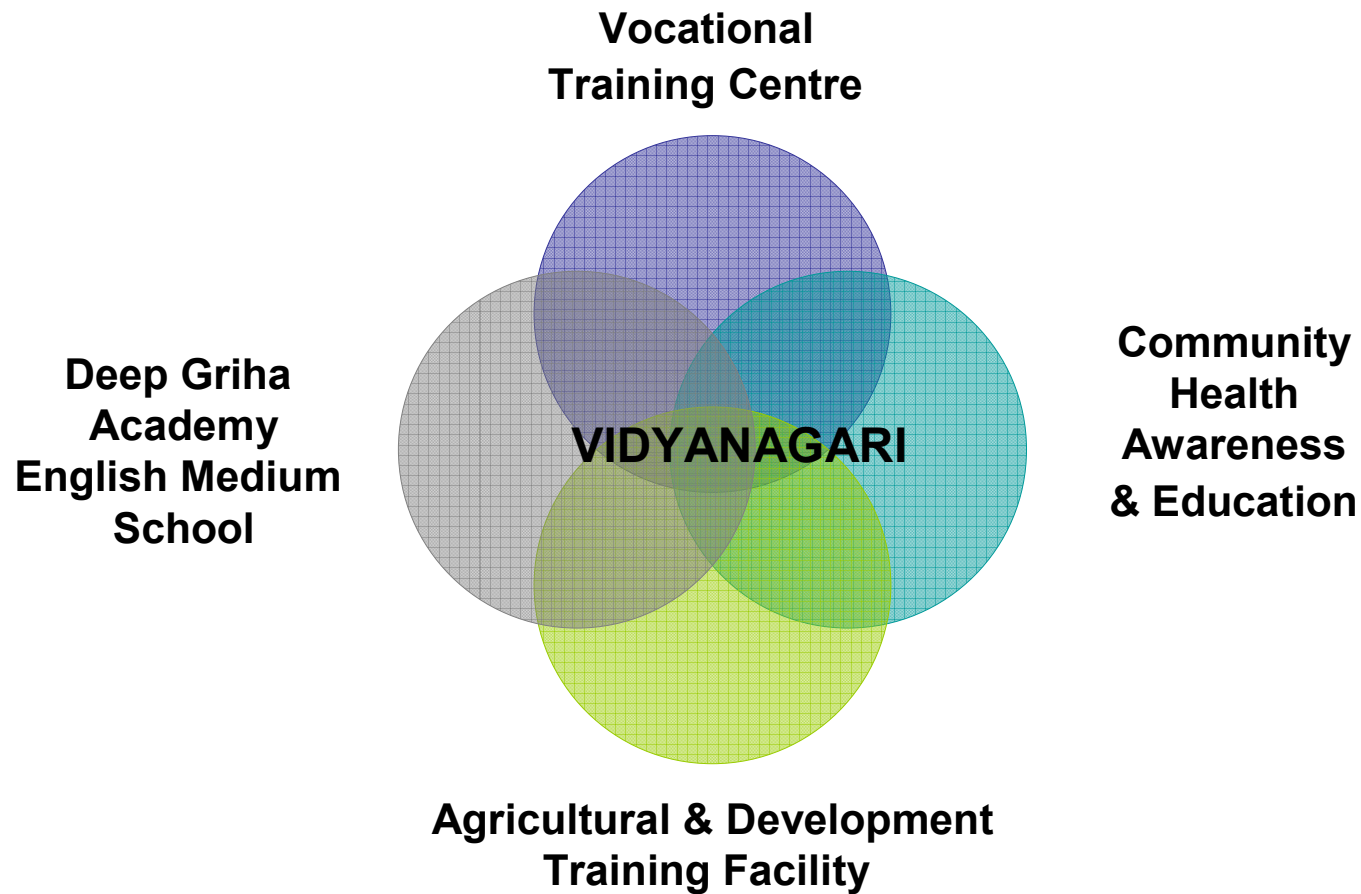 Vocational
Training Centre
Deep Griha
Academy
English Medium
School
VIDYANAGARI
Community
Health
Awareness
& Education
Agricultural & Development
Training Facility